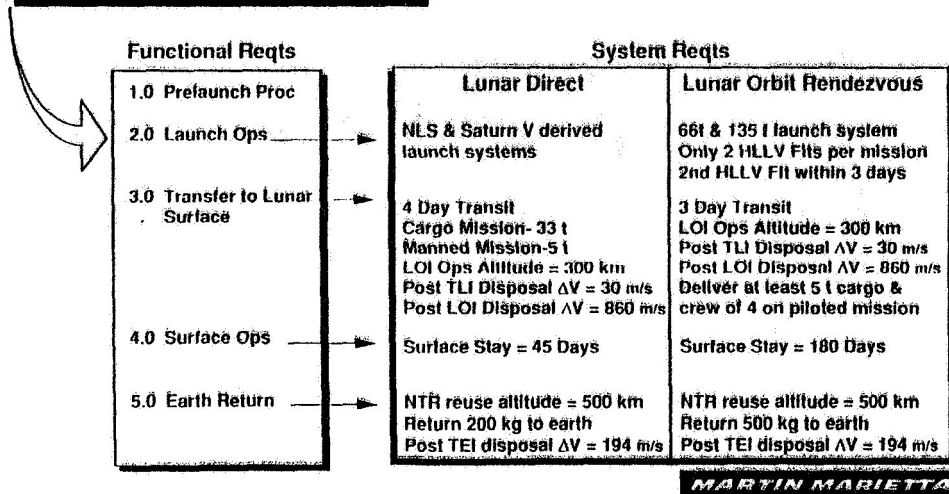 Functional Reqts
System Reqts
1.0 Prelaunch Proc
2.0 Launch Ops
3.0 Transfer to Lunar
Surface
4.0 Surface Ops
5.0 Earth Return
Lunar Direct
NLS & Saturn V derived
launch systems
4 Day Transit
Cargo Mission- 33 t
Manned Mission-5 t
LOI Ops Altitude = 300 km
Post TLI Disposal ΔV = 30 m/s
Post LOI Disposal ΔV = 860 m/s
Surface Stay = 45 Days
NTR reuse altitude = 500 km
Return 200 kg to earth
Post TEI disposal ΔV = 194 m/s
Lunar Orbit Rendezvous
66t & 135 t launch system
Only 2 HLLV Flts per mission
2nd HLLV Flt within 3 days
3 Day Transit
LOI Ops Altitude = 300 km
Post TLI Disposal ΔV = 30 m/s
Post LOI Disposal ΔV = 860 m/s
Deliver at least 5 t cargo &
crew of 4 on piloted mission
Surface Stay = 180 Days
NTR reuse altitude = 500 km
Return 500 kg to earth
Post TEI disposal ΔV = 194 m/s
MARTIN MARIETTA